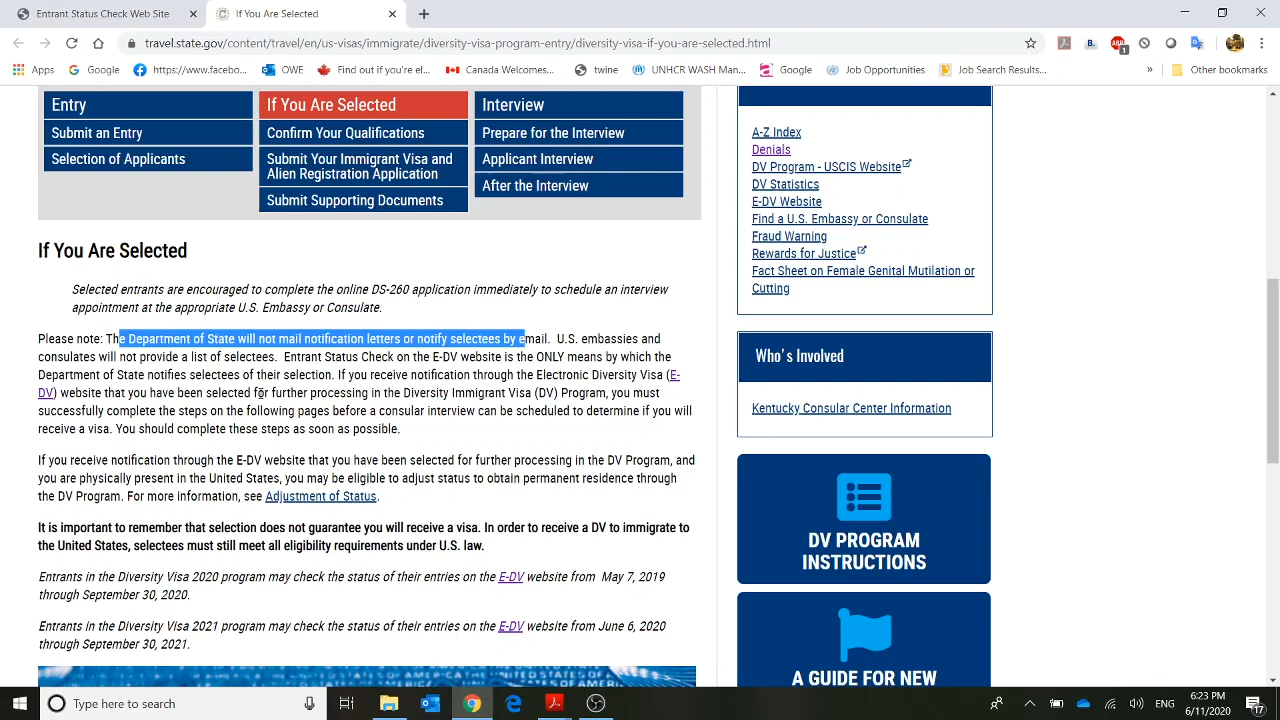 Entrant Status Check Web Site
If You Are Selected
travel.state.gov/content/travel/en/us-visas/immigrate/diversity-visa-program-entry/diversity-visa-if-you-are-selected.html
Apps
Google
https://www.facebo...
OWE
Find out if you're el...
Canada Welcomes...
twine
UNHCR WASH Man...
Google
Job Opportunities
Job Search Results...
»
Other bookmarks
Entry
Submit an Entry
Selection of Applicants
If You Are Selected
Confirm Your Qualifications
Submit Your Immigrant Visa and
Alien Registration Application
Submit Supporting Documents
Interview
Prepare for the Interview
Applicant Interview
After the Interview
If You Are Selected
Selected entrants are encouraged to complete the online DS-260 application immediately to schedule an interview
appointment at the appropriate U.S. Embassy or Consulate.
Please note: The Department of State will not mail notification letters or notify selectees by email. U.S. embassies and
consulates will not provide a list of selectees. Entrant Status Check on the E-DV website is the ONLY means by which the
Department of State notifies selectees of their selection. If you receive notification through the Electronic Diversity Visa (E-
DV) website that you have been selected for further processing in the Diversity Immigrant Visa (DV) Program, you must
successfully complete the steps on the following pages before a consular interview can be scheduled to determine if you will
receive a visa. You should complete these steps as soon as possible.
If you receive notification through the E-DV website that you have been selected for further processing in the DV Program, and
you are physically present in the United States, you may be eligible to adjust status to obtain permanent residence through
the DV Program. For more information, see Adjustment of Status.
It is important to remember that selection does not guarantee you will receive a visa. In order to receive a DV to immigrate to
the United States, selectees must still meet all eligibility requirements under U.S. law.
Entrants in the Diversity Visa 2020 program may check the status of their entries on the E-DV website from May 7, 2019
through September 30, 2020.
Entrants in the Diversity Visa 2021 program may check the status of their entries on the E-DV website from June 6, 2020
through September 30, 2021.
A-Z Index
Denials
DV Program - USCIS Website
DV Statistics
E-DV Website
Find a U.S. Embassy or Consulate
Fraud Warning
Rewards for Justice
Fact Sheet on Female Genital Mutilation or
Cutting
Who's Involved
Kentucky Consular Center Information
DV PROGRAM
INSTRUCTIONS
A GUIDE FOR NEW
Type here to search
6:23 PM
6/11/2020
17